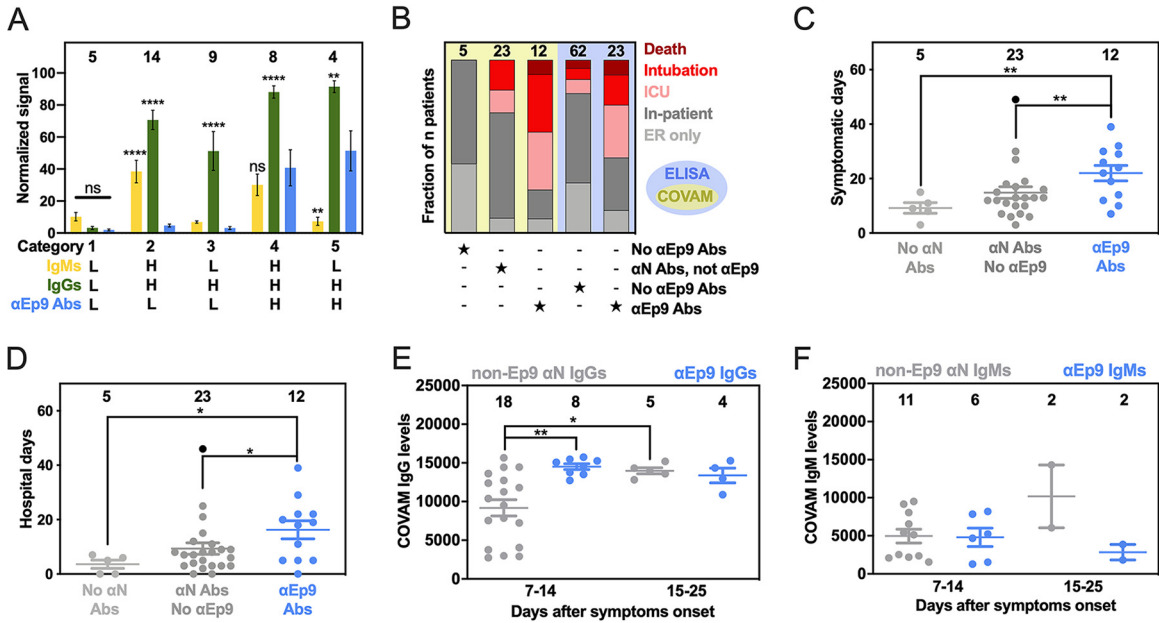 A
5 14 9 8 4
Normalized signal
100
80
60
40
20
0
ns
****
****
****
ns
****
**
**
Category 1 2 3 4 5
IgMs L H L H L
IgGs L H H H H
αEp9 Abs L L L H H
B
5 23 12 62 23
Fraction of n patients
Death
Intubation
ICU
In-patient
ER only
ELISA
COVAM
★ - - - - No αEp9 Abs
- ★ - - - αN Abs, not αEp9
- - - ★ - No αEp9 Abs
- - ★ - ★ αEp9 Abs
C
5 23 12
Symptomatic days
60
40
20
0
**
**
No αN
Abs
αN Abs
No αEp9
αEp9
Abs
D
5 23 12
Hospital days
60
40
20
0
*
*
No αN
Abs
αN Abs
No αEp9
αEp9
Abs
E
non-Ep9 αN IgGs αEp9 IgGs
18 8 5 4
COVAM IgG levels
25000
20000
15000
10000
5000
0
*
**
7-14 15-25
Days after symptoms onset
F
non-Ep9 αN IgMs αEp9 IgMs
11 6 2 2
COVAM IgM levels
25000
20000
15000
10000
5000
0
7-14 15-25
Days after symptoms onset